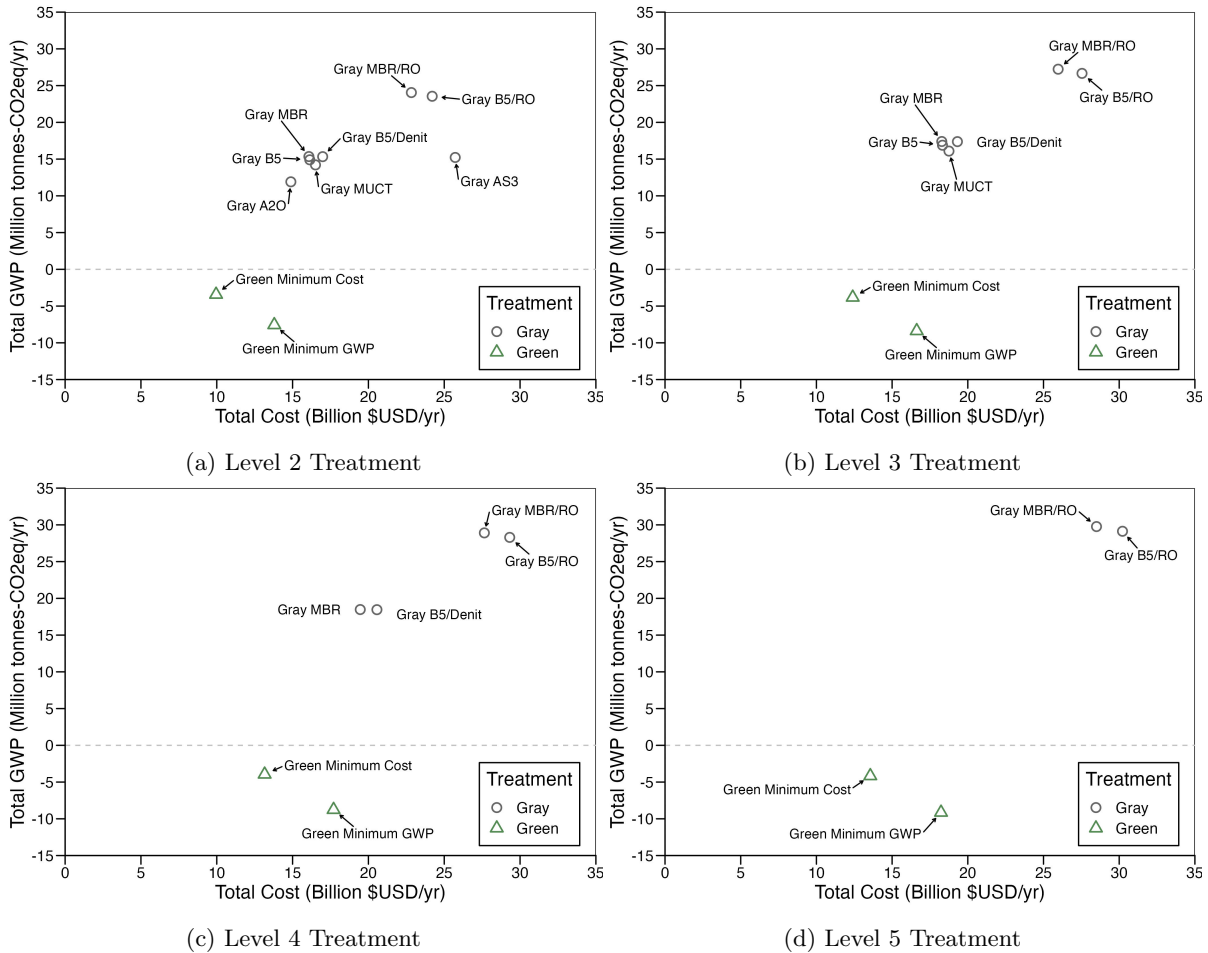 Total GWP (Million tonnes-CO2eq/yr)
35
30
25
20
15
10
5
0
-5
-10
-15
Gray MBR/RO
Gray B5/RO
Gray MBR
Gray B5/Denit
Gray B5
Gray AS3
Gray MUCT
Gray A2O
Green Minimum Cost
Green Minimum GWP
Treatment
Gray
Green
0 5 10 15 20 25 30 35
Total Cost (Billion $USD/yr)
(a) Level 2 Treatment
Total GWP (Million tonnes-CO2eq/yr)
35
30
25
20
15
10
5
0
-5
-10
-15
Gray MBR/RO
Gray B5/RO
Gray MBR
Gray B5
Gray B5/Denit
Gray MUCT
Green Minimum Cost
Green Minimum GWP
Treatment
Gray
Green
0 5 10 15 20 25 30 35
Total Cost (Billion $USD/yr)
(b) Level 3 Treatment
Total GWP (Million tonnes-CO2eq/yr)
35
30
25
20
15
10
5
0
-5
-10
-15
Gray MBR/RO
Gray B5/RO
Gray MBR
Gray B5/Denit
Green Minimum Cost
Green Minimum GWP
Treatment
Gray
Green
0 5 10 15 20 25 30 35
Total Cost (Billion $USD/yr)
(c) Level 4 Treatment
Total GWP (Million tonnes-CO2eq/yr)
35
30
25
20
15
10
5
0
-5
-10
-15
Gray MBR/RO
Gray B5/RO
Green Minimum Cost
Green Minimum GWP
Treatment
Gray
Green
0 5 10 15 20 25 30 35
Total Cost (Billion $USD/yr)
(d) Level 5 Treatment